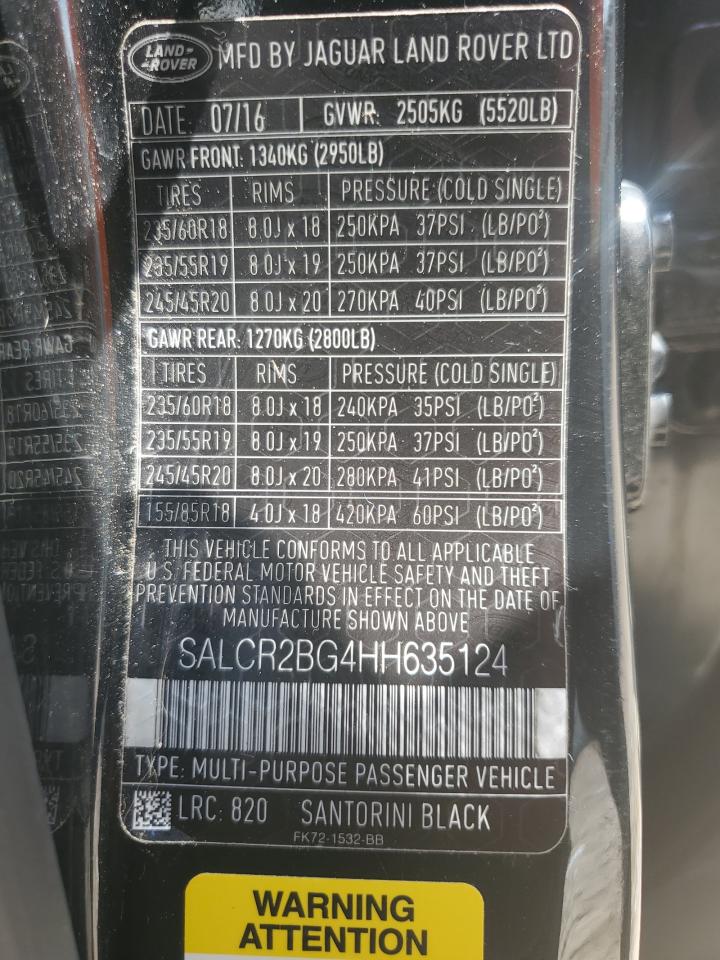 LAND-
-ROVER
MFD BY JAGUAR LAND ROVER LTD
DATE: 07/16 GVWR: 2505KG (5520LB)
GAWR FRONT: 1340KG (2950LB)
TIRES RIMS PRESSURE (COLD SINGLE)
235/60R18 8.0J x 18 250KPA 37PSI (LB/PO²)
235/55R19 8.0J x 19 250KPA 37PSI (LB/PO²)
245/45R20 8.0J x 20 270KPA 40PSI (LB/PO²)
GAWR REAR: 1270KG (2800LB)
TIRES RIMS PRESSURE (COLD SINGLE)
235/60R18 8.0J x 18 240KPA 35PSI (LB/PO²)
235/55R19 8.0J x 19 250KPA 37PSI (LB/PO²)
245/45R20 8.0J x 20 280KPA 41PSI (LB/PO²)
155/85R18 4.0J x 18 420KPA 60PSI (LB/PO²)
THIS VEHICLE CONFORMS TO ALL APPLICABLE
U.S. FEDERAL MOTOR VEHICLE SAFETY AND THEFT
PREVENTION STANDARDS IN EFFECT ON THE DATE OF
MANUFACTURE SHOWN ABOVE
SALCR2BG4HH635124
TYPE: MULTI-PURPOSE PASSENGER VEHICLE
LRC: 820 SANTORINI BLACK
FK72-1532-BB
WARNING
ATTENTION